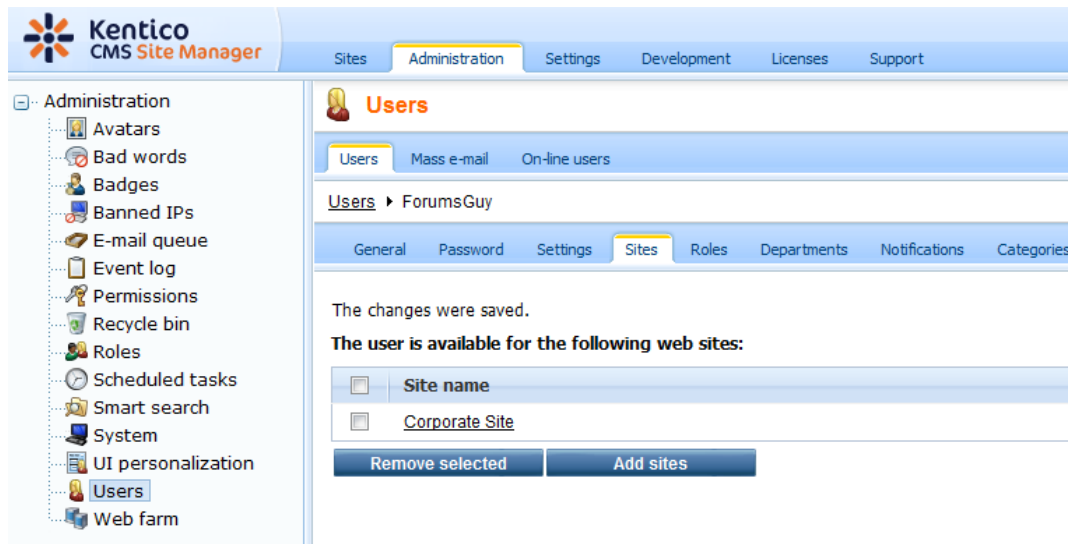 Kentico
CMS Site Manager
Sites Administration Settings Development Licenses Support
Administration
Avatars
Bad words
Badges
Banned IPs
E-mail queue
Event log
Permissions
Recycle bin
Roles
Scheduled tasks
Smart search
System
UI personalization
Users
Web farm
Users
Users Mass e-mail On-line users
Users ForumsGuy
General Password Settings Sites Roles Departments Notifications Categories
The changes were saved.
The user is available for the following web sites:
Site name
Corporate Site
Remove selected Add sites